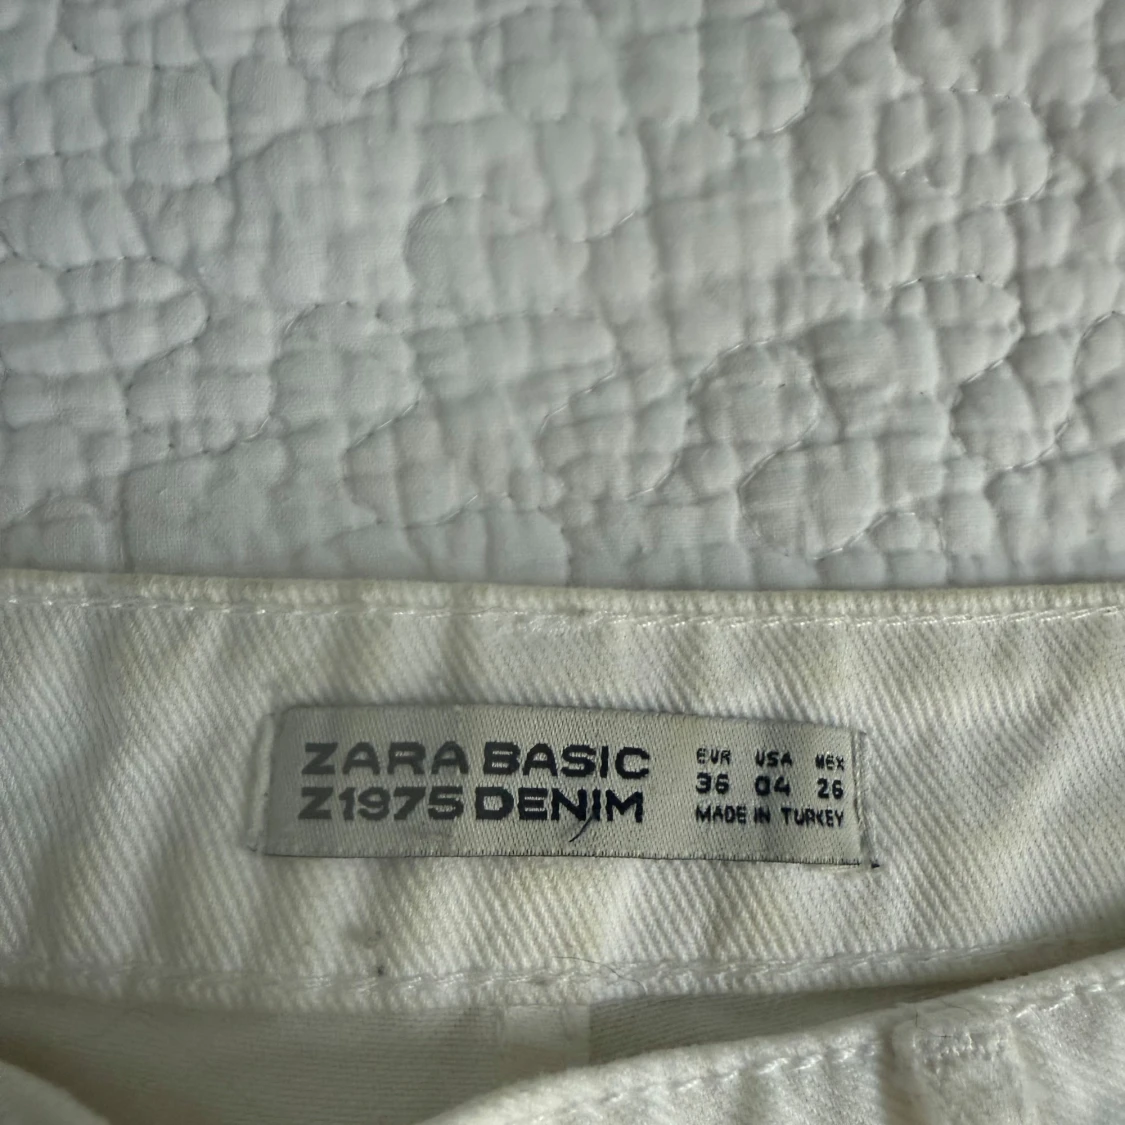 ZARA BASIC
Z1975 DENIM
EUR USA MEX
36 04 26
MADE IN TURKEY